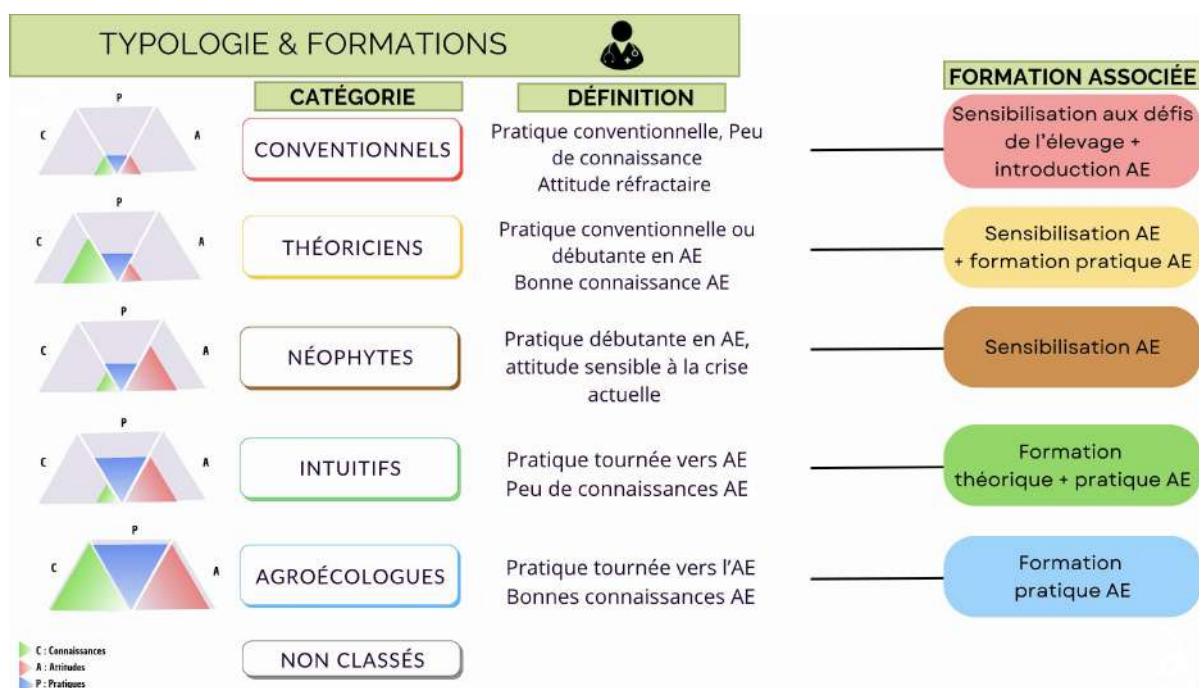 TYPOLOGIE & FORMATIONS
CATÉGORIE
DÉFINITION
FORMATION ASSOCIÉE
P
C
A
CONVENTIONNELS
Pratique conventionnelle, Peu
de connaissance
Attitude réfractaire
Sensibilisation aux défis
de l'élevage +
introduction AE
P
C
A
THÉORICIENS
Pratique conventionnelle ou
débutante en AE
Bonne connaissance AE
Sensibilisation AE
+ formation pratique AE
P
C
A
NÉOPHYTES
Pratique débutante en AE,
attitude sensible à la crise
actuelle
Sensibilisation AE
P
C
A
INTUITIFS
Pratique tournée vers AE
Peu de connaissances AE
Formation
théorique + pratique AE
P
C
A
AGROÉCOLOGUES
Pratique tournée vers l'AE
Bonnes connaissances AE
Formation
pratique AE
NON CLASSÉS
C : Connaissances
A : Attitudes
P : Pratiques